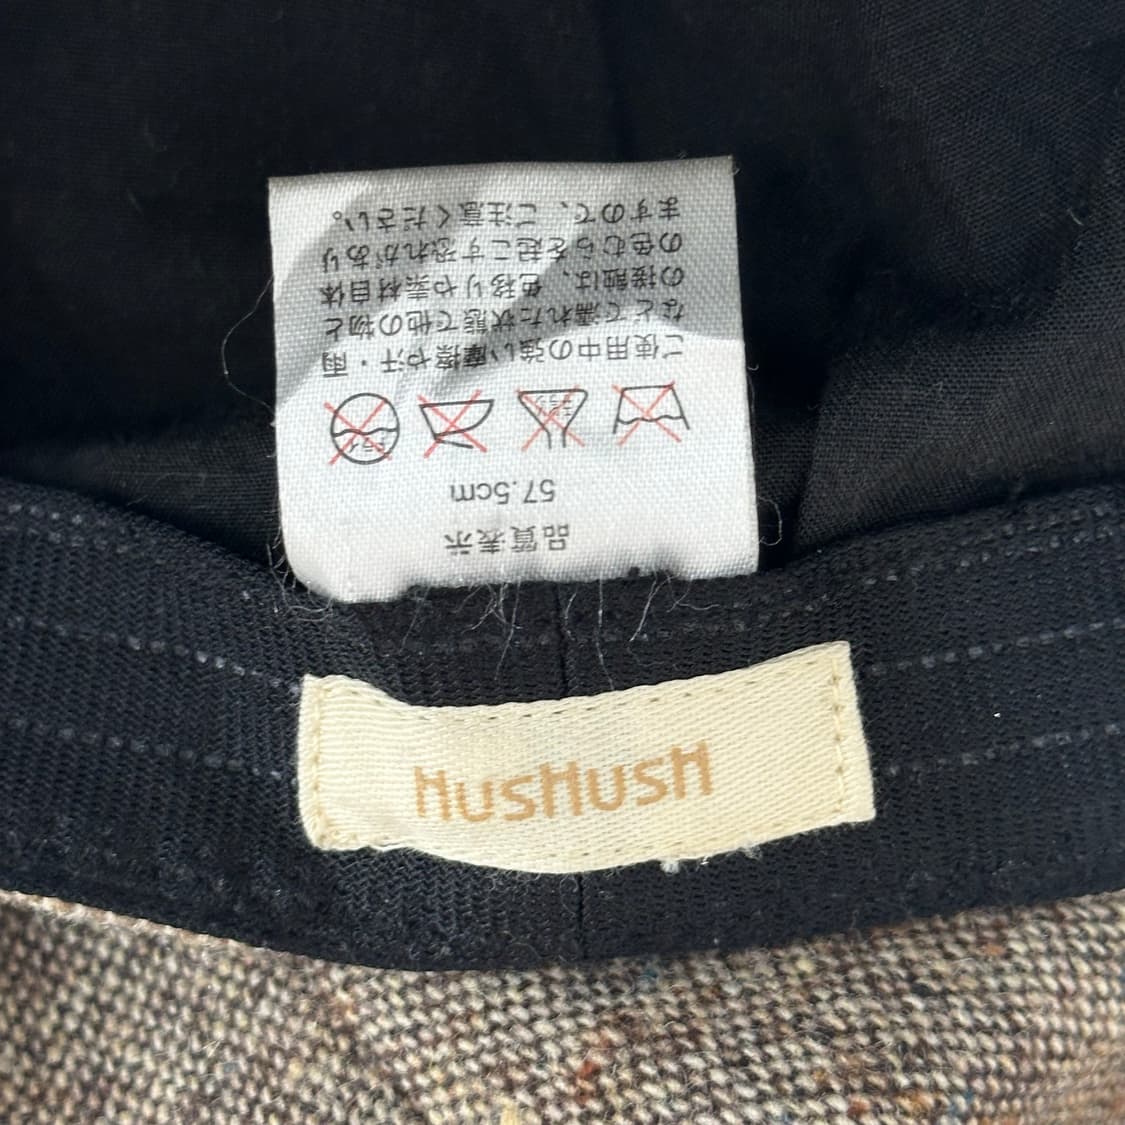 品質表示
57.5cm
ご使用中の強い摩擦や汗・雨
などで濡れた状態で他の物と
の接触は、色移りや素材自体
の色むらを起こす恐れがあり
ますので、ご注意ください。
HusHusH